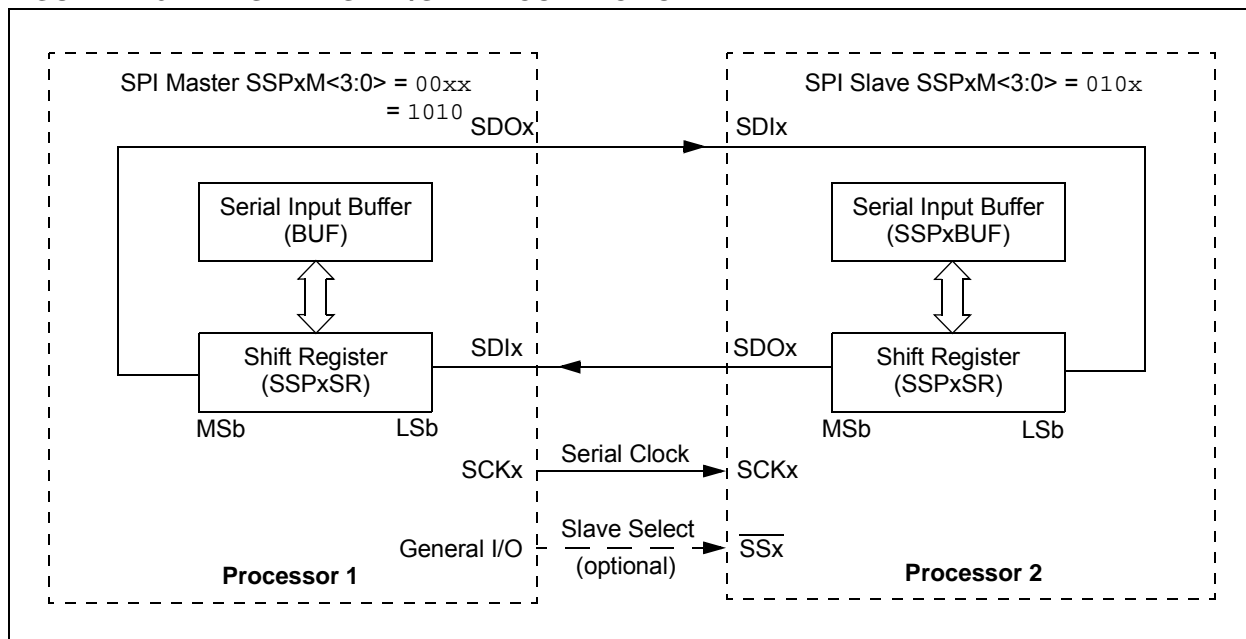 SPI Master SSPxM<3:0> = 00xx
= 1010
SDOx
Serial Input Buffer
(BUF)
Shift Register
(SSPxSR)
MSb
LSb
SDIx
SCKx
General I/O
Processor 1
Serial Clock
Slave Select
(optional)
SPI Slave SSPxM<3:0> = 010x
SDIx
Serial Input Buffer
(SSPxBUF)
SDOx
Shift Register
(SSPxSR)
MSb
LSb
SCKx
SSx
Processor 2